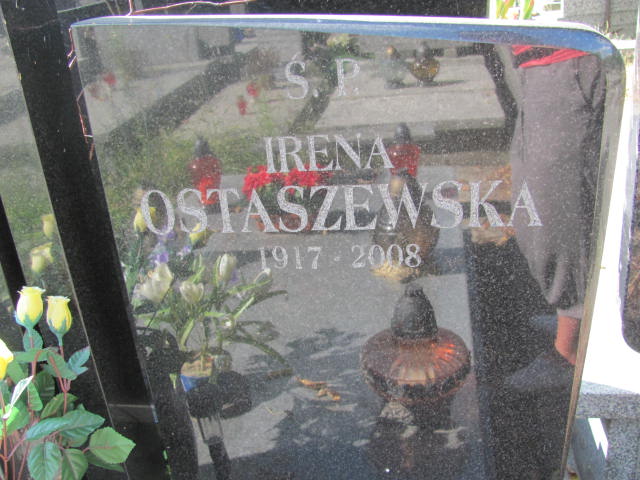 Ś. P.
IRENA
OSTASZEWSKA
1917 - 2008